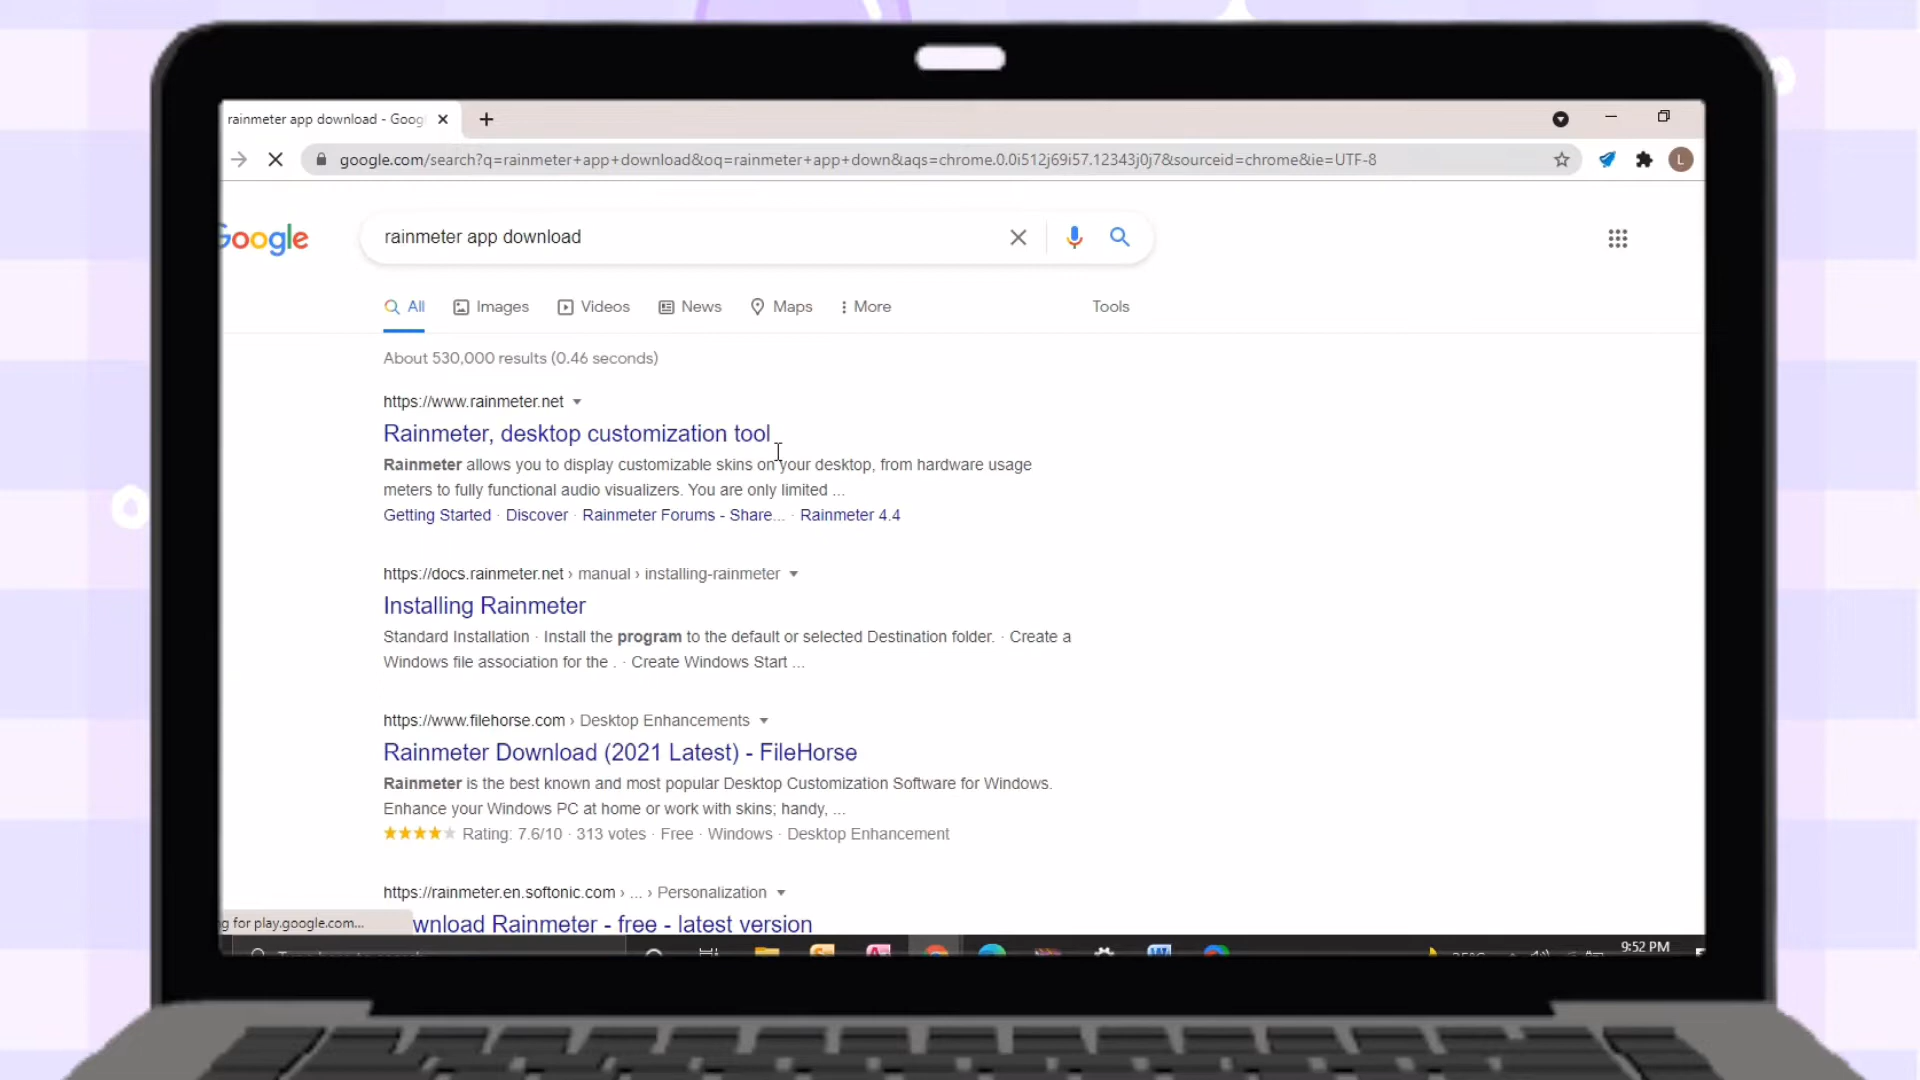 rainmeter app download - Goog
google.com/search?q=rainmeter+app+download&oq=rainmeter+app+down&aqs=chrome.0.0i512j69i57.12343j0j7&sourceid=chrome&ie=UTF-8
L
Google
rainmeter app download
All Images Videos News Maps More Tools
About 530,000 results (0.46 seconds)
https://www.rainmeter.net
Rainmeter, desktop customization tool
Rainmeter allows you to display customizable skins on your desktop, from hardware usage
meters to fully functional audio visualizers. You are only limited ...
Getting Started · Discover · Rainmeter Forums - Share... · Rainmeter 4.4
https://docs.rainmeter.net › manual › installing-rainmeter
Installing Rainmeter
Standard Installation · Install the program to the default or selected Destination folder. · Create a
Windows file association for the . · Create Windows Start ...
https://www.filehorse.com › Desktop Enhancements
Rainmeter Download (2021 Latest) - FileHorse
Rainmeter is the best known and most popular Desktop Customization Software for Windows.
Enhance your Windows PC at home or work with skins; handy, ...
Rating: 7.6/10 · 313 votes · Free · Windows · Desktop Enhancement
https://rainmeter.en.softonic.com › ... › Personalization
wnload Rainmeter - free - latest version
g for play.google.com...
9:52 PM